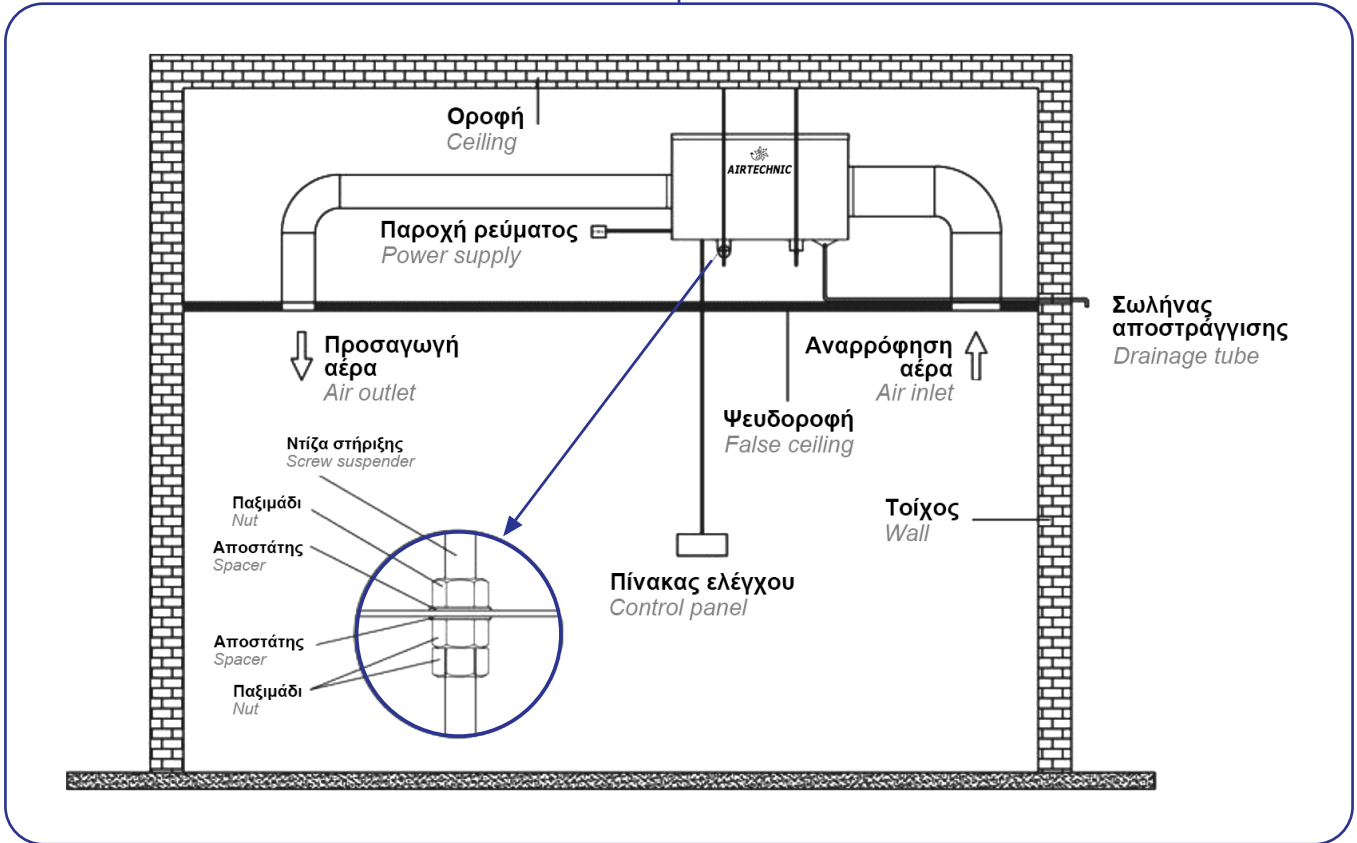 Οροφή
Ceiling
AIRTECHNIC
Παροχή ρεύματος
Power supply
Σωλήνας
αποστράγγισης
Drainage tube
Προσαγωγή
αέρα
Air outlet
Αναρρόφηση
αέρα
Air inlet
Ψευδοροφή
False ceiling
Ντίζα στήριξης
Screw suspender
Παξιμάδι
Nut
Αποστάτης
Spacer
Τοίχος
Wall
Πίνακας ελέγχου
Control panel
Αποστάτης
Spacer
Παξιμάδι
Nut